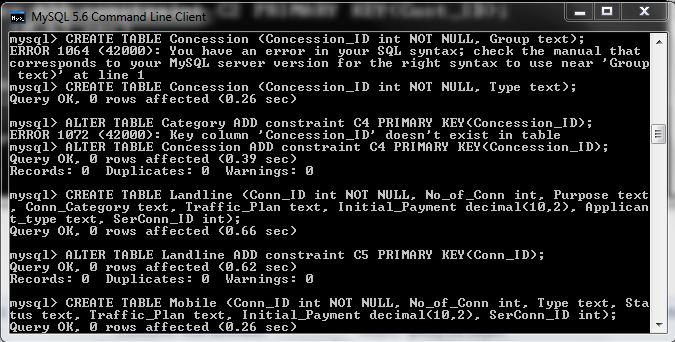 MySQL 5.6 Command Line Client
mysql> CREATE TABLE Concession (Concession_ID int NOT NULL, Group text);
ERROR 1064 (42000): You have an error in your SQL syntax; check the manual that
corresponds to your MySQL server version for the right syntax to use near 'Group
 text)' at line 1
mysql> CREATE TABLE Concession (Concession_ID int NOT NULL, Type text);
Query OK, 0 rows affected (0.26 sec)
mysql> ALTER TABLE Category ADD constraint C4 PRIMARY KEY(Concession_ID);
ERROR 1072 (42000): Key column 'Concession_ID' doesn't exist in table
mysql> ALTER TABLE Concession ADD constraint C4 PRIMARY KEY(Concession_ID);
Query OK, 0 rows affected (0.39 sec)
Records: 0  Duplicates: 0  Warnings: 0
mysql> CREATE TABLE Landline (Conn_ID int NOT NULL, No_of_Conn int, Purpose text
, Conn_Category text, Traffic_Plan text, Initial_Payment decimal(10,2), Applican
t_type text, SerConn_ID int);
Query OK, 0 rows affected (0.66 sec)
mysql> ALTER TABLE Landline ADD constraint C5 PRIMARY KEY(Conn_ID);
Query OK, 0 rows affected (0.62 sec)
Records: 0  Duplicates: 0  Warnings: 0
mysql> CREATE TABLE Mobile (Conn_ID int NOT NULL, No_of_Conn int, Type text, Sta
tus text, Traffic_Plan text, Initial_Payment decimal(10,2), SerConn_ID int);
Query OK, 0 rows affected (0.26 sec)